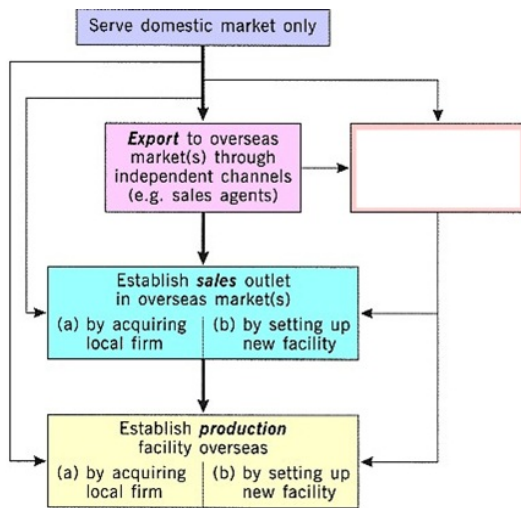 Serve domestic market only
Export to overseas
market(s) through
independent channels
(e.g. sales agents)
Establish sales outlet
in overseas market(s)
(a) by acquiring
local firm
(b) by setting up
new facility
Establish production
facility overseas
(a) by acquiring
local firm
(b) by setting up
new facility